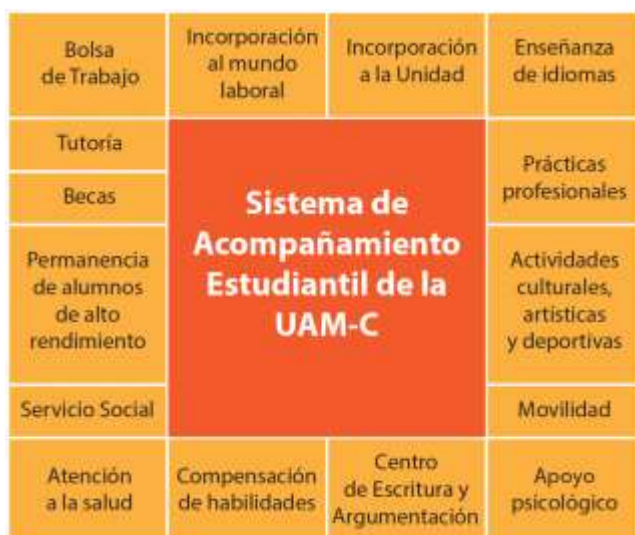 Bolsa
de Trabajo
Incorporación
al mundo
laboral
Incorporación
a la Unidad
Enseñanza
de idiomas
Tutoría
Becas
Permanencia
de alumnos
de alto
rendimiento
Servicio Social
Sistema de
Acompañamiento
Estudiantil de la
UAM-C
Prácticas
profesionales
Actividades
culturales,
artísticas
y deportivas
Movilidad
Atención
a la salud
Compensación
de habilidades
Centro
de Escritura y
Argumentación
Apoyo
psicológico